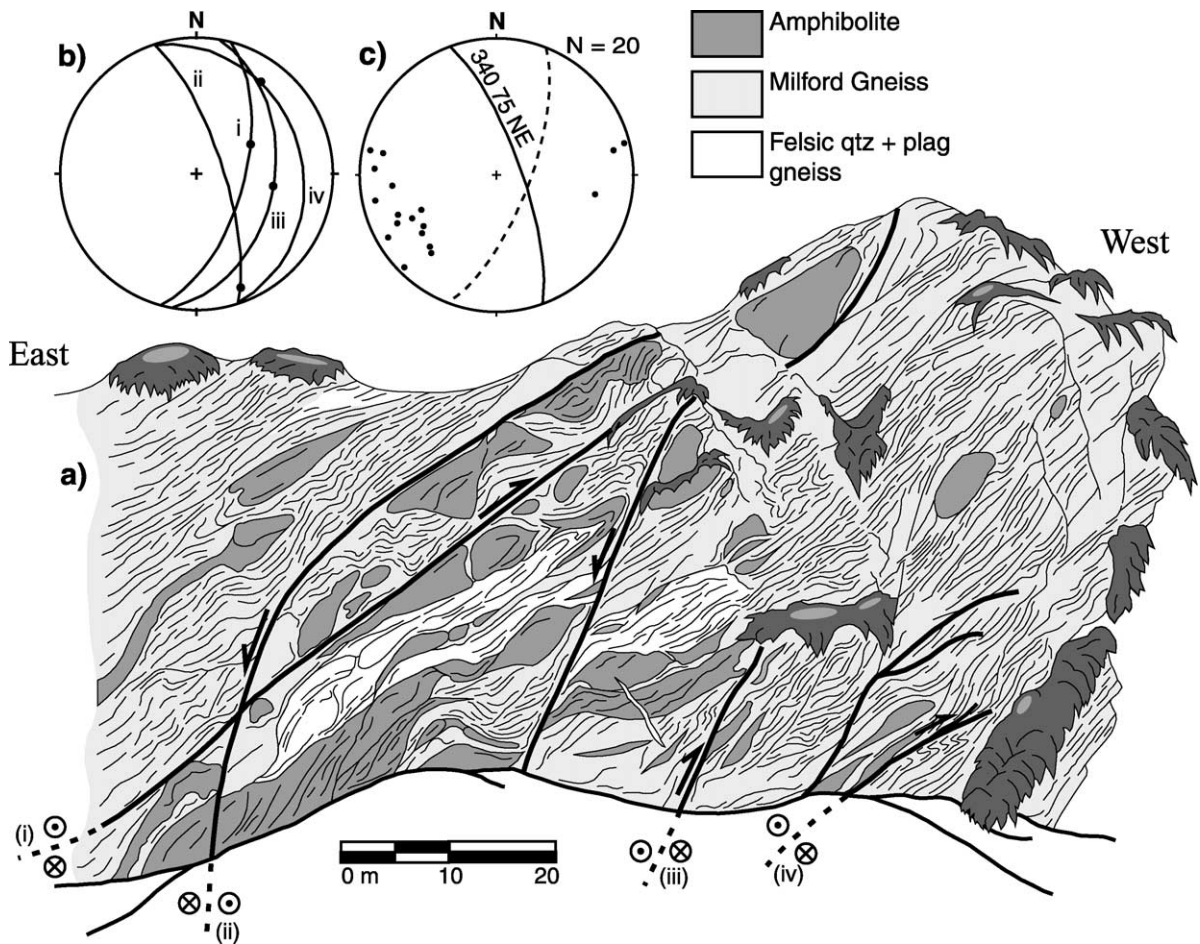 b)
N
ii
i
iii
iv
c)
N
N = 20
340 75 NE
Amphibolite
Milford Gneiss
Felsic qtz + plag
gneiss
East
West
a)
(i)
(ii)
(iii)
(iv)
0 m
10
20